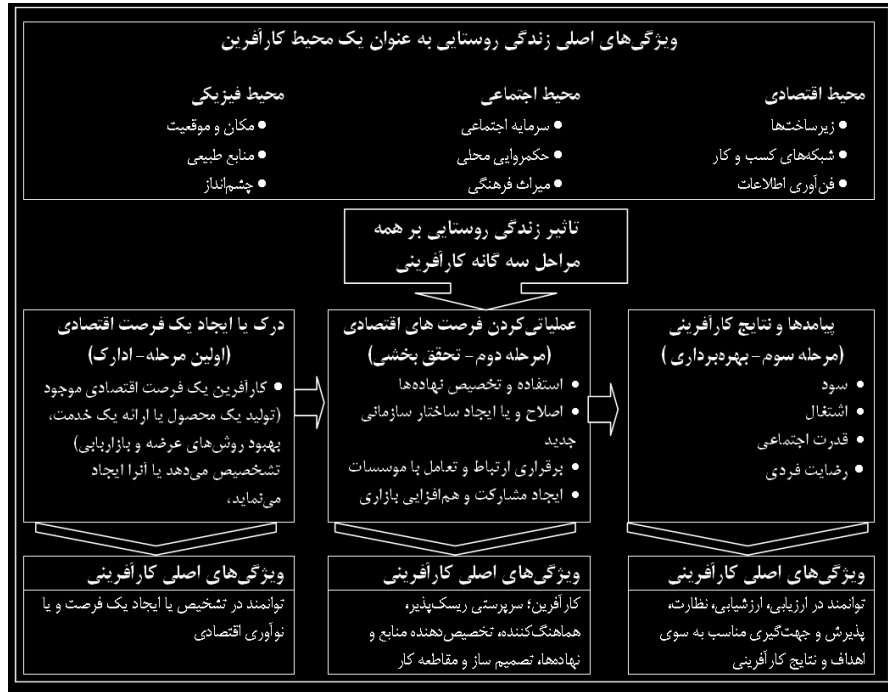 ویژگی‌های اصلی زندگی روستایی به عنوان یک محیط کارآفرین
محیط اقتصادی
• زیرساخت‌ها
• شبکه‌های کسب و کار
• فن‌آوری اطلاعات
محیط اجتماعی
• سرمایه اجتماعی
• حکمروایی محلی
• میراث فرهنگی
محیط فیزیکی
• مکان و موقعیت
• منابع طبیعی
• چشم‌انداز
تاثیر زندگی روستایی بر همه
مراحل سه گانه کارآفرینی
درک یا ایجاد یک فرصت اقتصادی
(اولین مرحله- ادارک)
• کارآفرین یک فرصت اقتصادی موجود
(تولید یک محصول یا ارائه یک خدمت،
بهبود روش‌های عرضه و بازاریابی)
تشخصیص می‌دهد یا آنرا ایجاد
می‌نماید،
عملیاتی‌کردن فرصت های اقتصادی
(مرحله دوم- تحقق بخشی)
• استفاده و تخصیص نهاده‌ها
• اصلاح و یا ایجاد ساختار سازمانی
جدید
• برقراری ارتباط و تعامل با موسسات
• ایجاد مشارکت و هم‌افزایی بازاری
پیامدها و نتایج کارآفرینی
(مرحله سوم- بهره‌برداری )
• سود
• اشتغال
• قدرت اجتماعی
• رضایت فردی
ویژگی‌های اصلی کارآفرینی
توانمند در تشخیص یا ایجاد یک فرصت و یا
نوآوری اقتصادی
ویژگی‌های اصلی کارآفرینی
کارآفرین؛ سرپرستی ریسک‌پذیر،
هماهنگ‌کننده، تخصیص‌دهنده منابع و
نهاده‌ها، تصمیم ساز و مقاطعه کار
ویژگی‌های اصلی کارآفرینی
توانمند در ارزیابی، ارزشیابی، نظارت،
پذیرش و جهت‌گیری مناسب به سوی
اهداف و نتایج کارآفرینی